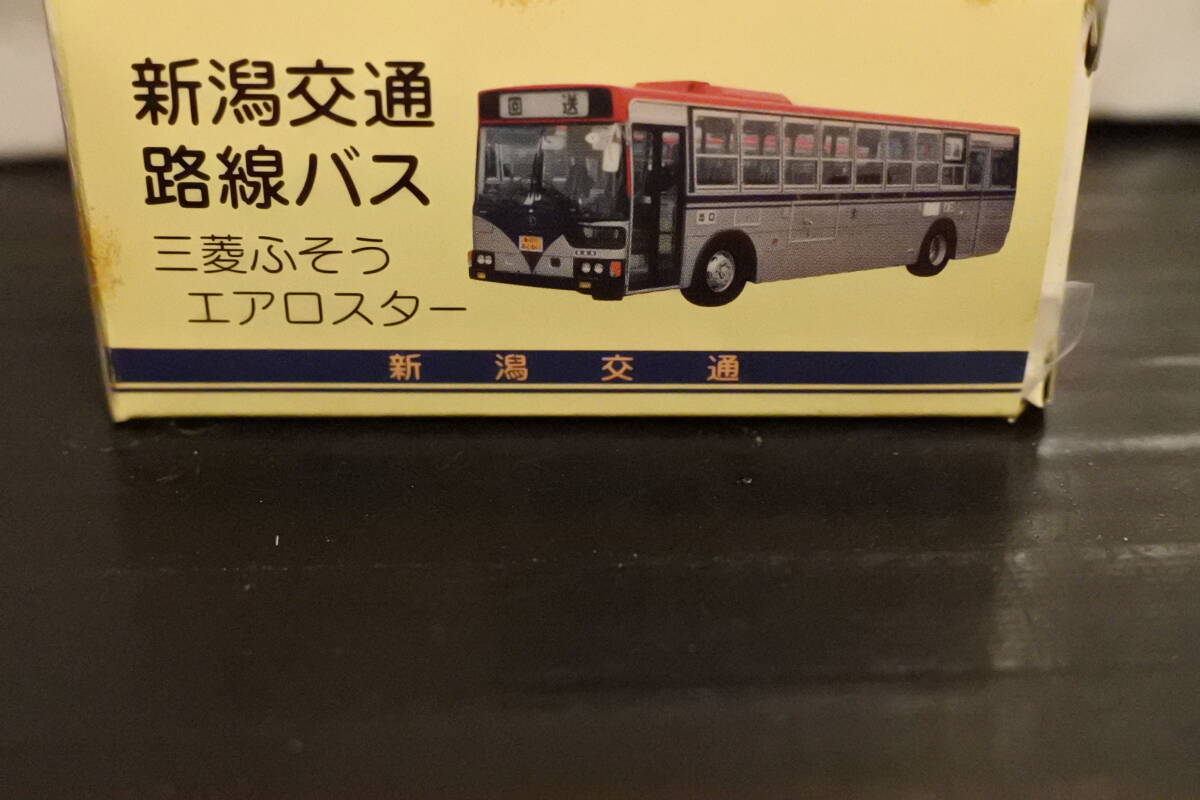 新潟交通
路線バス
三菱ふそう
エアロスター
回送
新潟交通